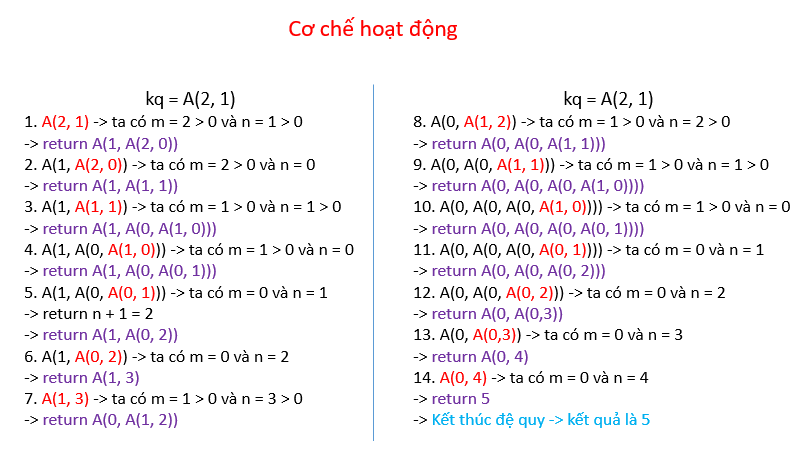 Cơ chế hoạt động
kq = A(2, 1)
1. A(2, 1) -> ta có m = 2 > 0 và n = 1 > 0
-> return A(1, A(2, 0))
2. A(1, A(2, 0)) -> ta có m = 2 > 0 và n = 0
-> return A(1, A(1, 1))
3. A(1, A(1, 1)) -> ta có m = 1 > 0 và n = 1 > 0
-> return A(1, A(0, A(1, 0)))
4. A(1, A(0, A(1, 0))) -> ta có m = 1 > 0 và n = 0
-> return A(1, A(0, A(0, 1)))
5. A(1, A(0, A(0, 1))) -> ta có m = 0 và n = 1
-> return n + 1 = 2
-> return A(1, A(0, 2))
6. A(1, A(0, 2)) -> ta có m = 0 và n = 2
-> return A(1, 3)
7. A(1, 3) -> ta có m = 1 > 0 và n = 3 > 0
-> return A(0, A(1, 2))
kq = A(2, 1)
8. A(0, A(1, 2)) -> ta có m = 1 > 0 và n = 2 > 0
-> return A(0, A(0, A(1, 1)))
9. A(0, A(0, A(1, 1))) -> ta có m = 1 > 0 và n = 1 > 0
-> return A(0, A(0, A(0, A(1, 0))))
10. A(0, A(0, A(0, A(1, 0)))) -> ta có m = 1 > 0 và n = 0
-> return A(0, A(0, A(0, A(0, 1))))
11. A(0, A(0, A(0, A(0, 1)))) -> ta có m = 0 và n = 1
-> return A(0, A(0, A(0, 2)))
12. A(0, A(0, A(0, 2))) -> ta có m = 0 và n = 2
-> return A(0, A(0,3))
13. A(0, A(0,3)) -> ta có m = 0 và n = 3
-> return A(0, 4)
14. A(0, 4) -> ta có m = 0 và n = 4
-> return 5
-> Kết thúc đệ quy -> kết quả là 5